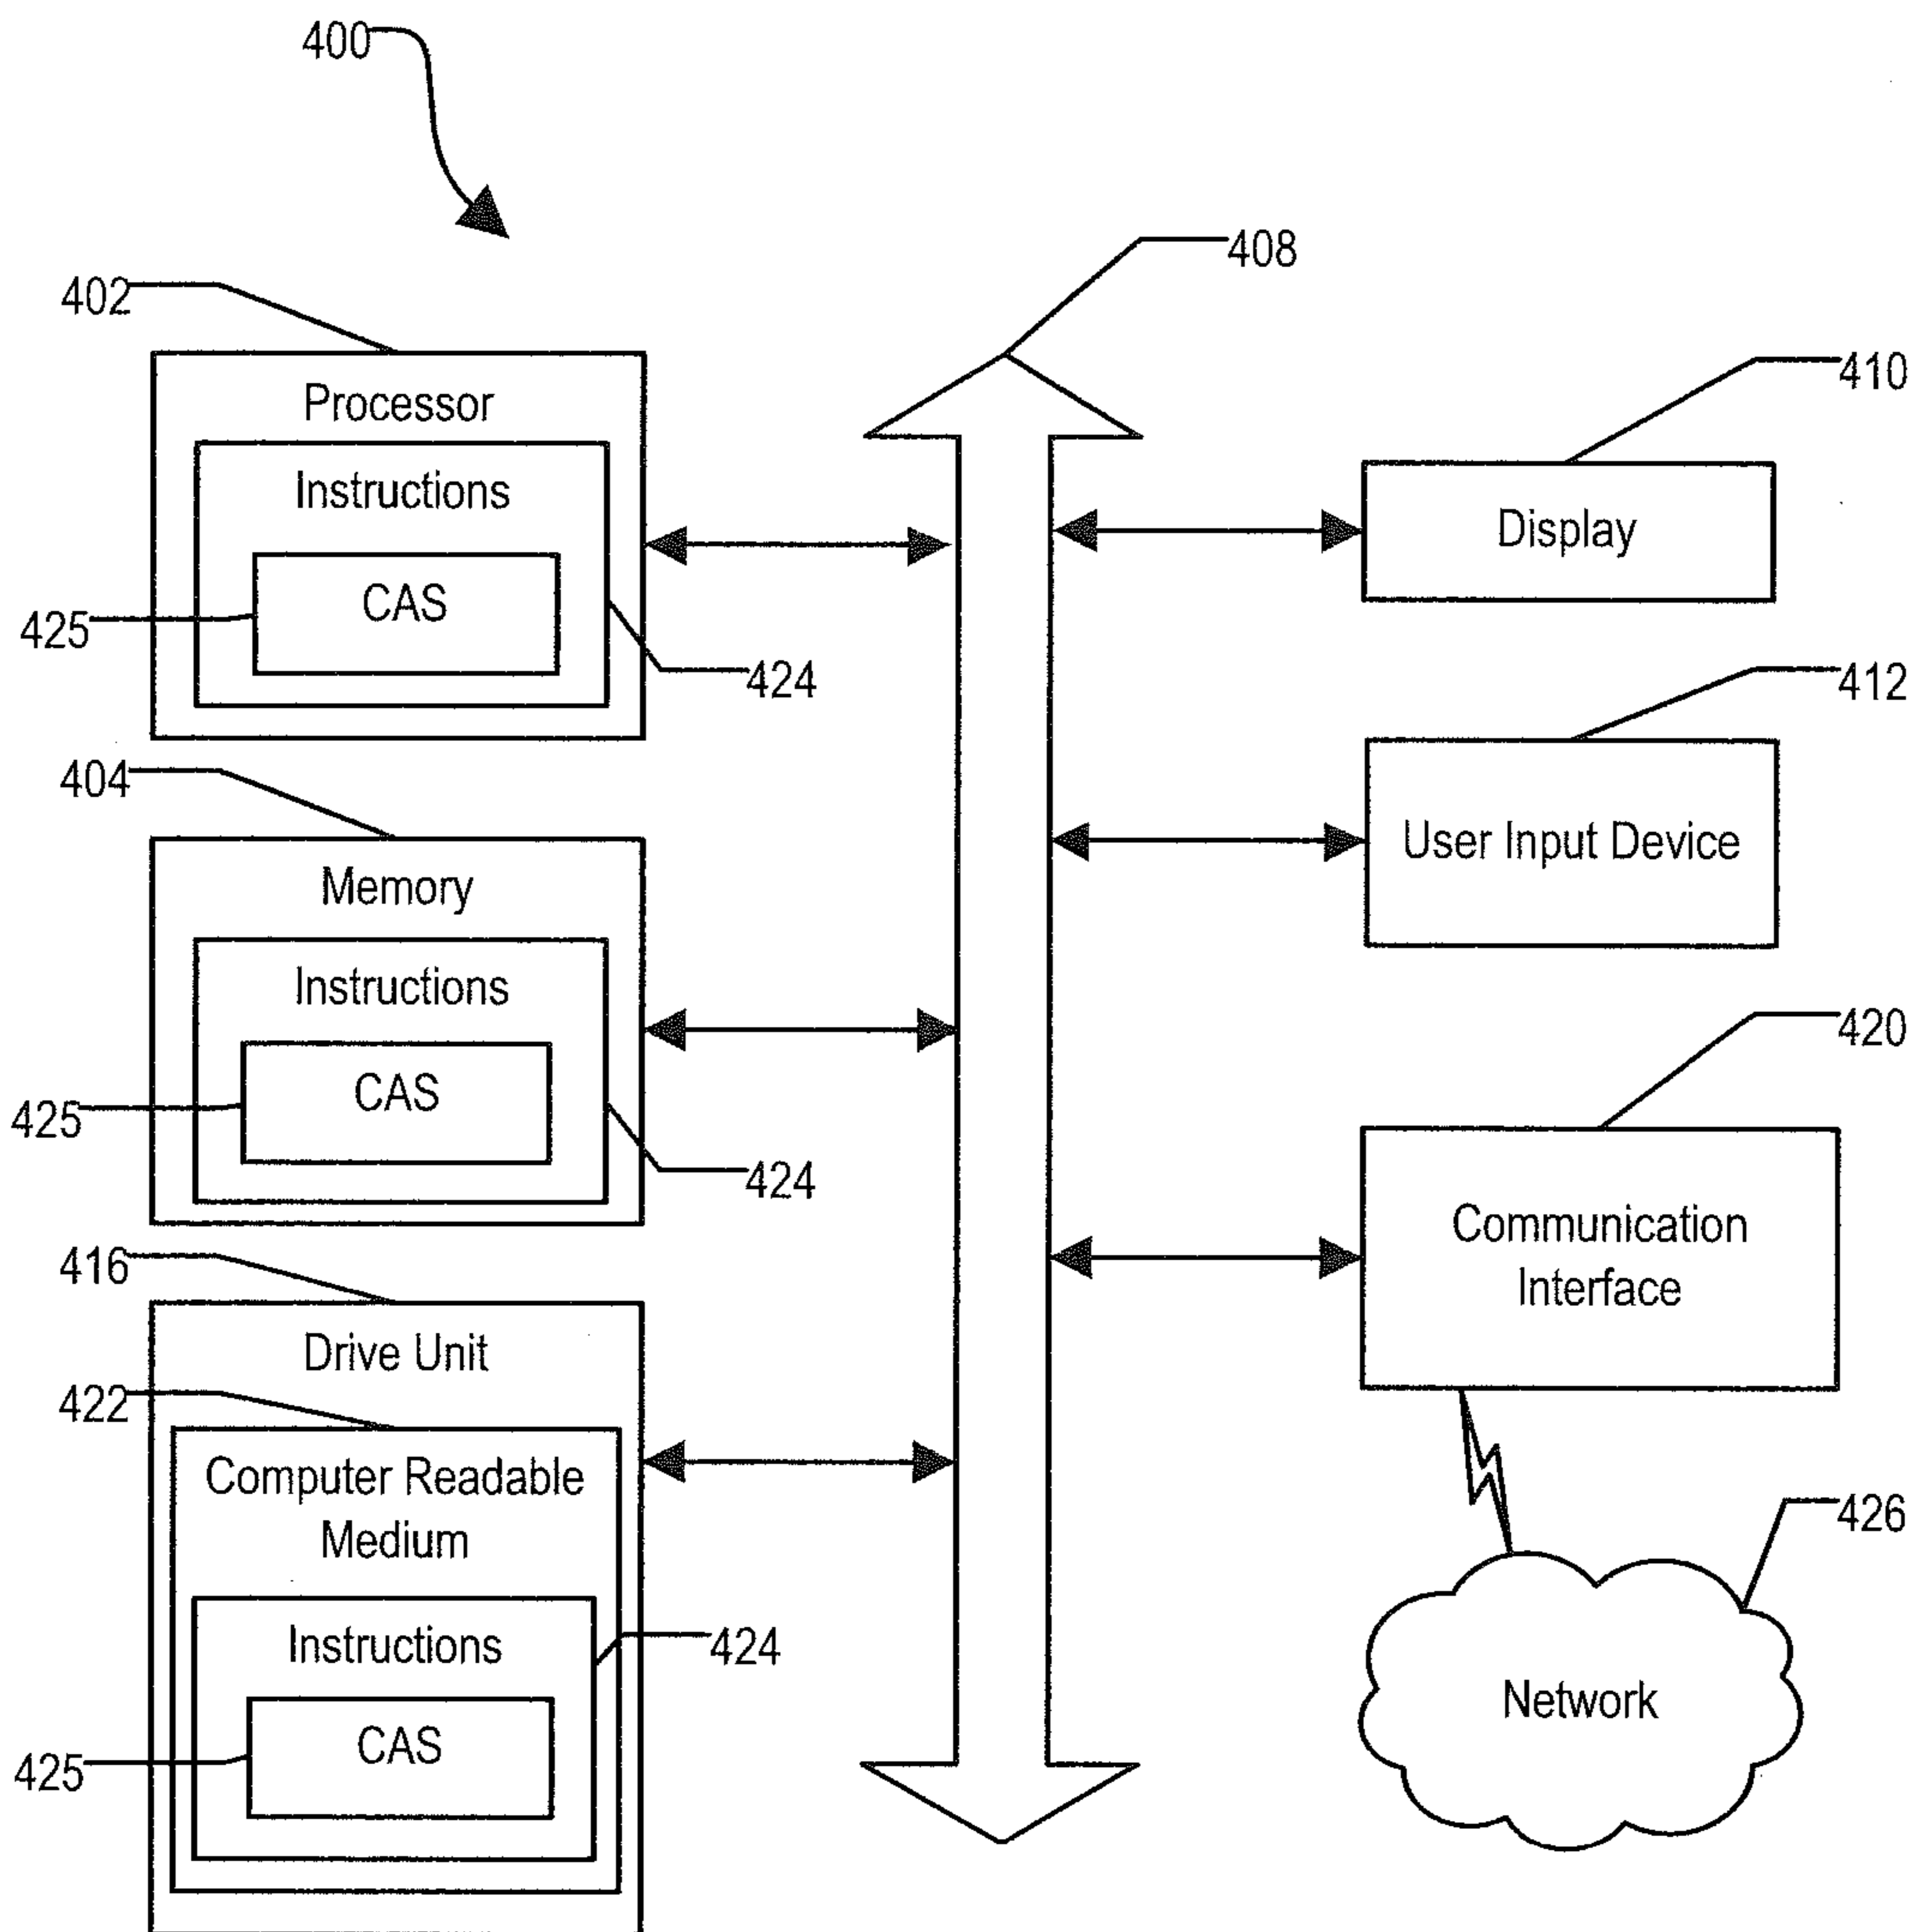 400
408
402
410
Processor
Instructions
CAS
425
424
Display
412
404
User Input Device
Memory
Instructions
CAS
425
424
420
Communication
Interface
416
Drive Unit
422
Computer Readable
Medium
Instructions
424
CAS
425
426
Network